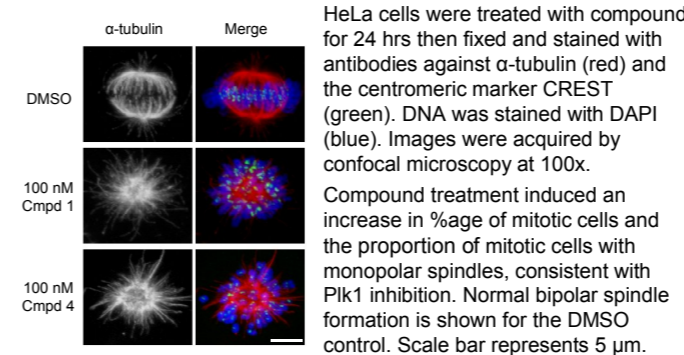 α-tubulin
Merge
DMSO
100 nM
Cmpd 1
100 nM
Cmpd 4
HeLa cells were treated with compound
for 24 hrs then fixed and stained with
antibodies against α-tubulin (red) and
the centromeric marker CREST
(green). DNA was stained with DAPI
(blue). Images were acquired by
confocal microscopy at 100x.
Compound treatment induced an
increase in %age of mitotic cells and
the proportion of mitotic cells with
monopolar spindles, consistent with
Plk1 inhibition. Normal bipolar spindle
formation is shown for the DMSO
control. Scale bar represents 5 μm.